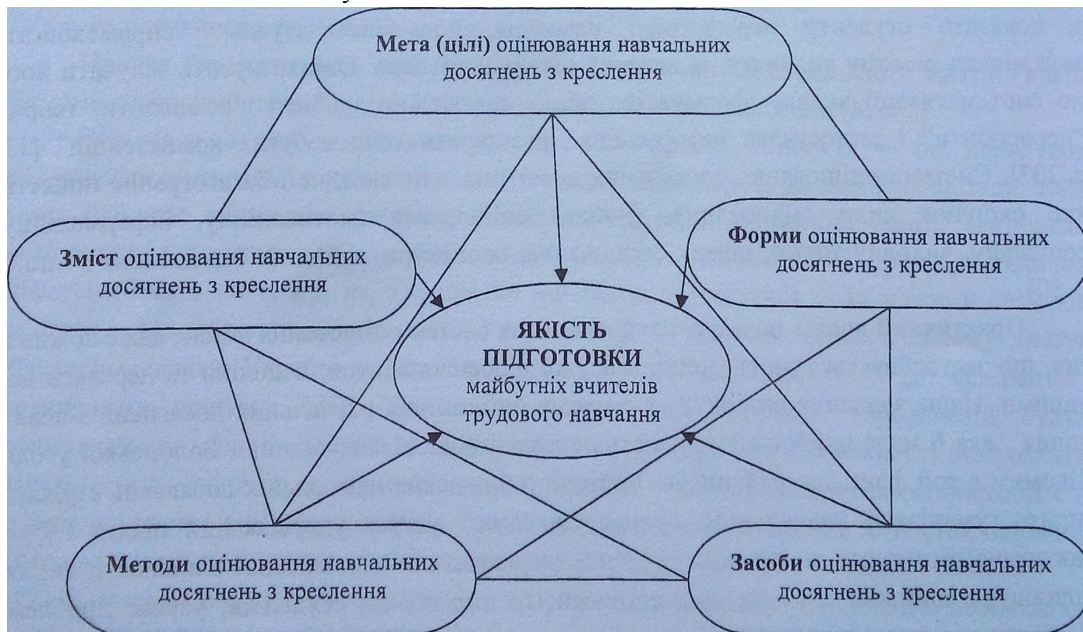 Мета (цілі) оцінювання навчальних
досягнень з креслення
Зміст оцінювання навчальних
досягнень з креслення
Форми оцінювання навчальних
досягнень з креслення
ЯКІСТЬ
ПІДГОТОВКИ
майбутніх вчителів
трудового навчання
Методи оцінювання навчальних
досягнень з креслення
Засоби оцінювання навчальних
досягнень з креслення